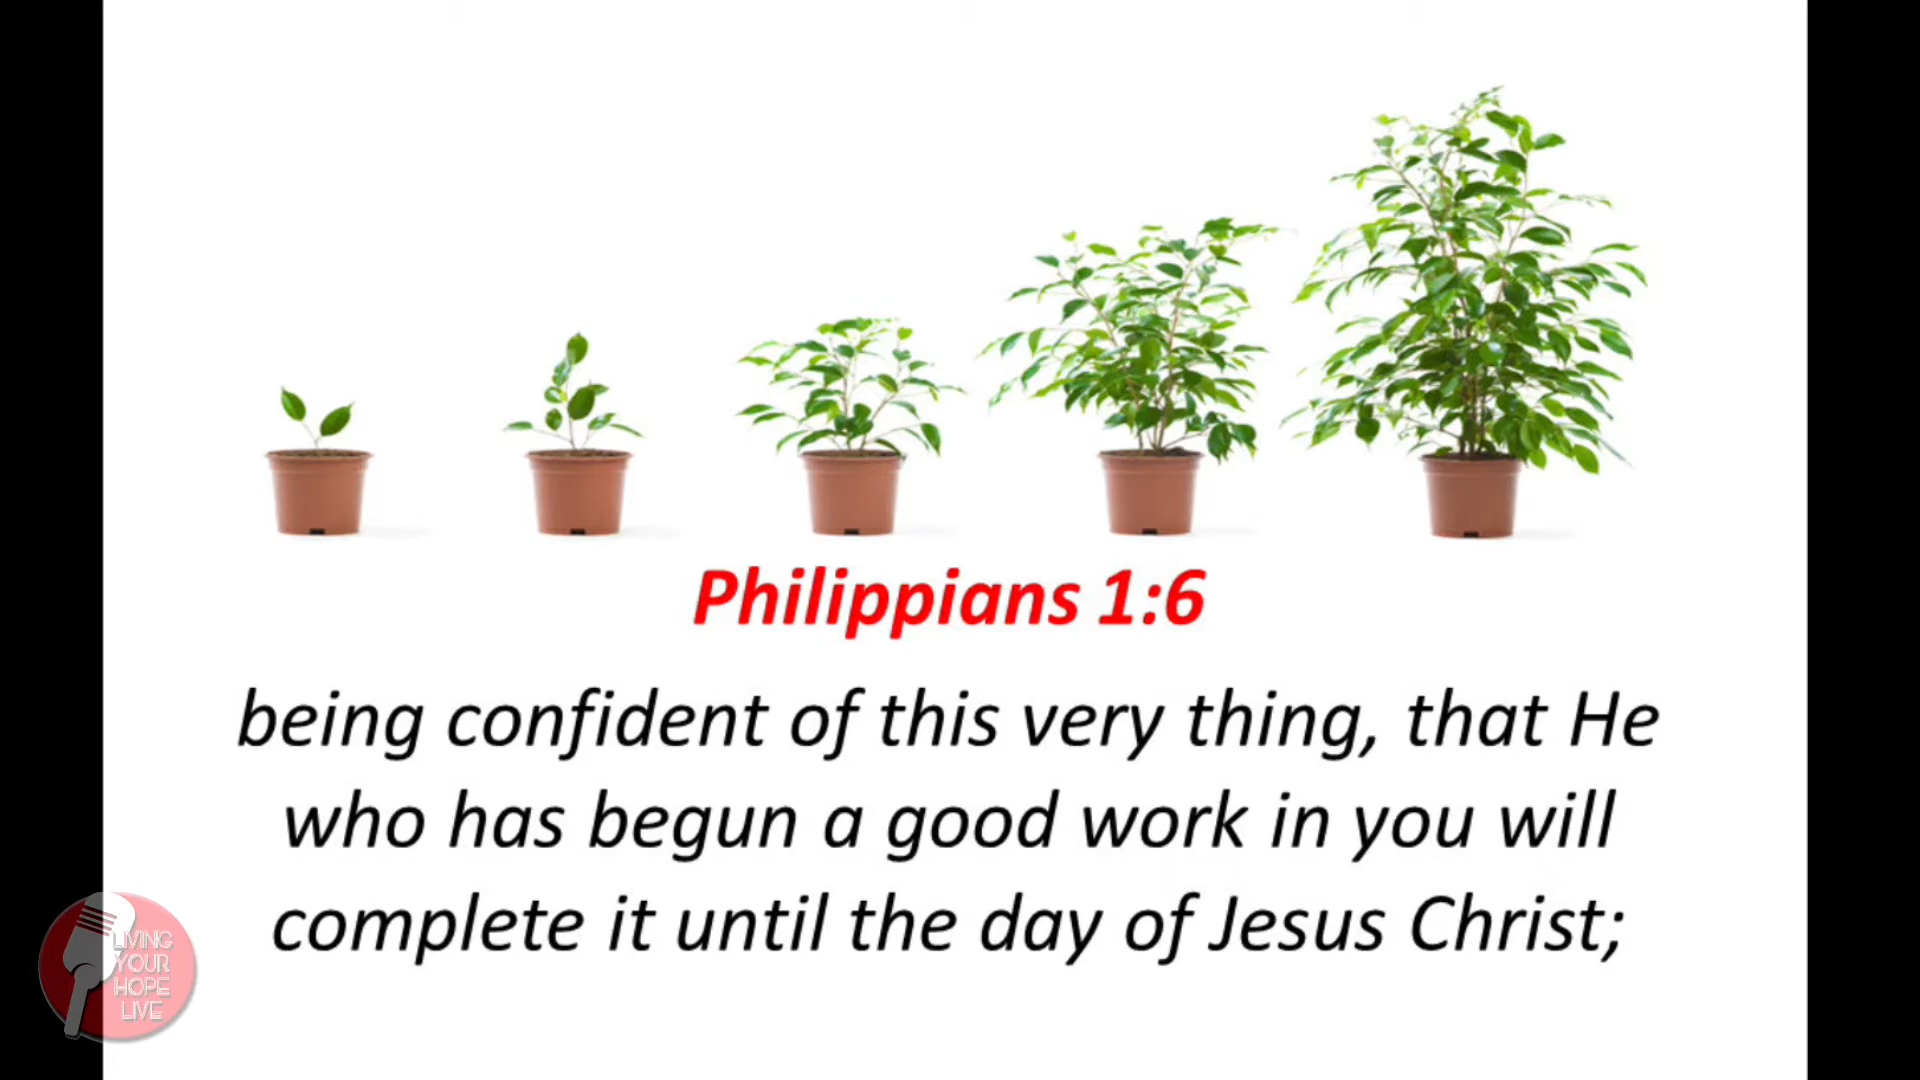 Philippians 1:6
being confident of this very thing, that He
who has begun a good work in you will
complete it until the day of Jesus Christ;
LIVING
YOUR
HOPE
LIVE